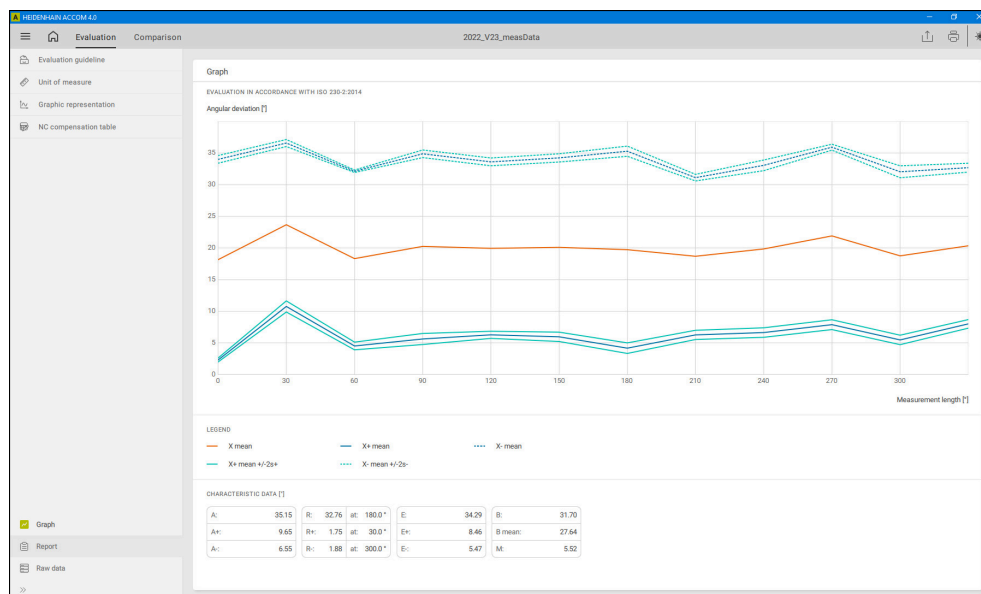 HEIDENHAIN ACCOM 4.0
Evaluation Comparison 2022_V23_measData
Evaluation guideline
Unit of measure
Graphic representation
NC compensation table
Graph
EVALUATION IN ACCORDANCE WITH ISO 230-2:2014
Angular deviation ["]
35
30
25
20
15
10
5
0
0 30 60 90 120 150 180 210 240 270 300
Measurement length [°]
LEGEND
X mean X+ mean X- mean
X+ mean +/-2s+ X- mean +/-2s-
CHARACTERISTIC DATA ["]
A: 35.15 R: 32.76 at: 180.0 ° E: 34.29 B: 31.70
A+: 9.65 R+: 1.75 at: 30.0 ° E+: 8.46 B mean: 27.64
A-: 6.55 R-: 1.88 at: 300.0 ° E-: 5.47 M: 5.52
Graph
Report
Raw data